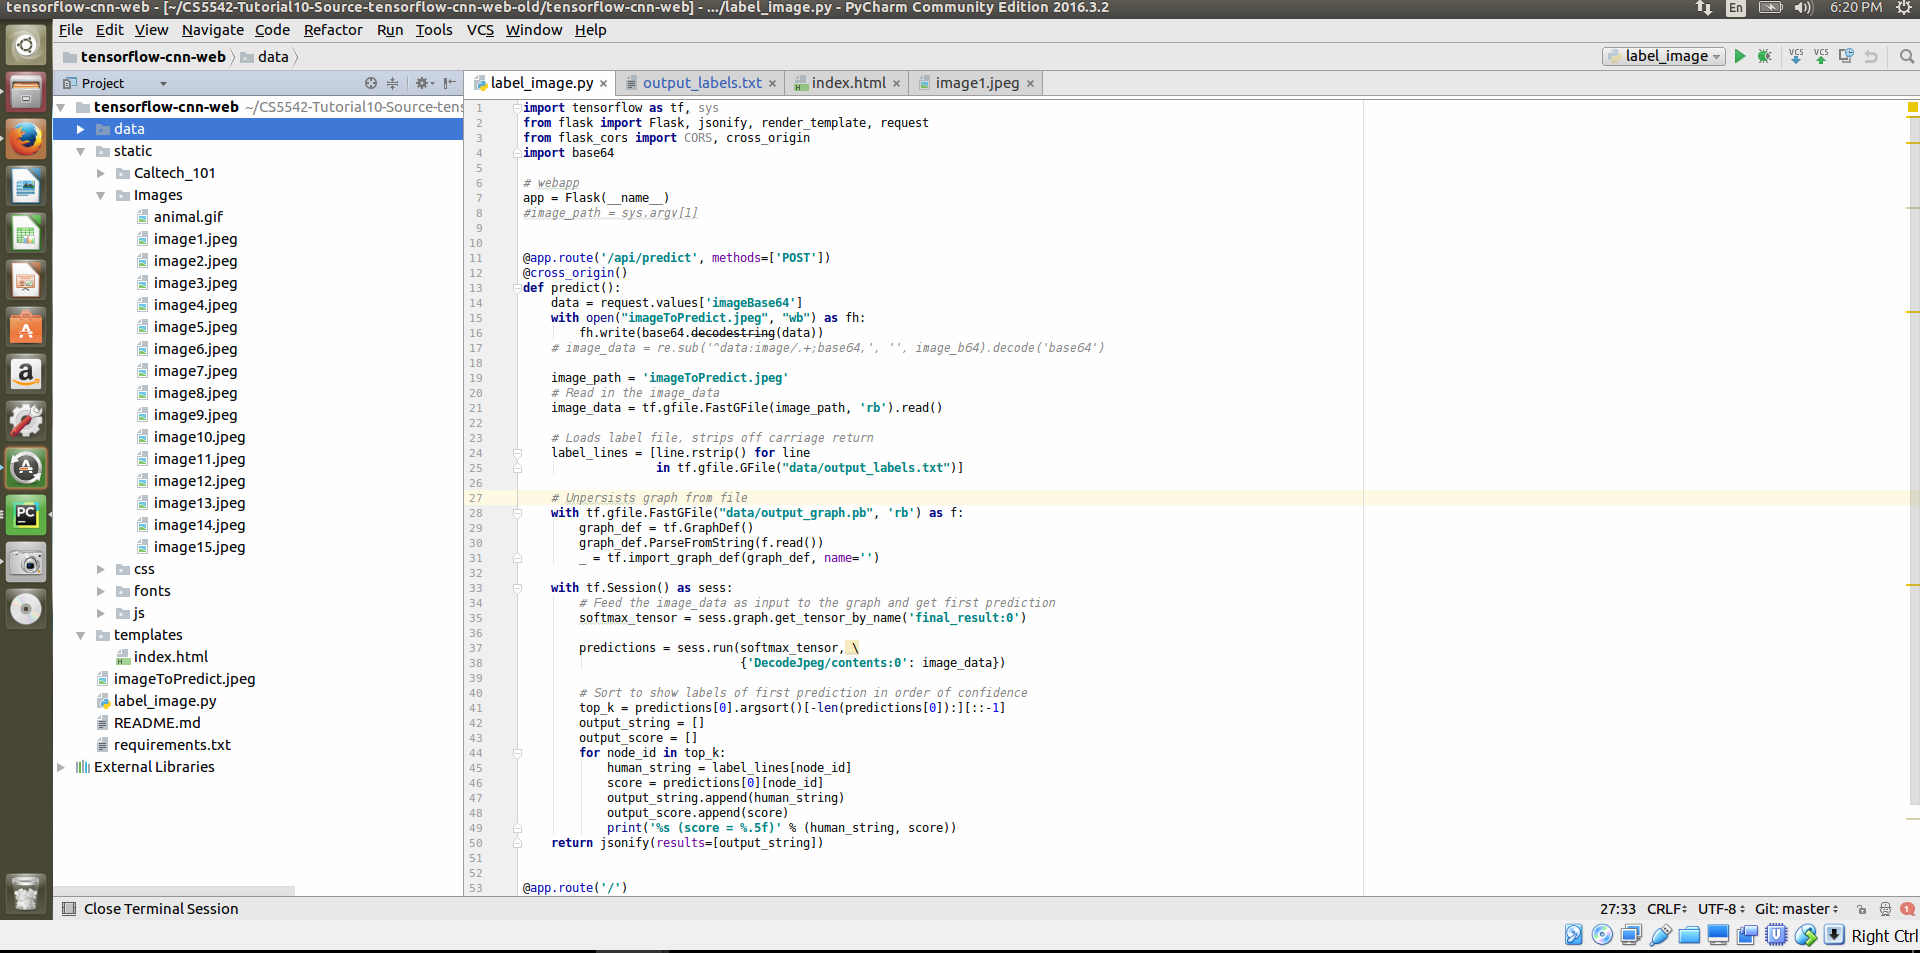 tensorflow-cnn-web - [~/CS5542-Tutorial10-Source-tensorflow-cnn-web-old/tensorflow-cnn-web] - .../label_image.py - PyCharm Community Edition 2016.3.2
En
6:20 PM
File Edit View Navigate Code Refactor Run Tools VCS Window Help
tensorflow-cnn-web data
label_image
VCS VCS
Project
label_image.py × output_labels.txt × index.html × image1.jpeg ×
tensorflow-cnn-web ~/CS5542-Tutorial10-Source-tens
data
static
Caltech_101
Images
animal.gif
image1.jpeg
image2.jpeg
image3.jpeg
image4.jpeg
image5.jpeg
image6.jpeg
image7.jpeg
image8.jpeg
image9.jpeg
image10.jpeg
image11.jpeg
image12.jpeg
image13.jpeg
image14.jpeg
image15.jpeg
css
fonts
js
templates
index.html
imageToPredict.jpeg
label_image.py
README.md
requirements.txt
External Libraries
1 import tensorflow as tf, sys
2 from flask import Flask, jsonify, render_template, request
3 from flask_cors import CORS, cross_origin
4 import base64
5
6 # webapp
7 app = Flask(__name__)
8 #image_path = sys.argv[1]
9
10
11 @app.route('/api/predict', methods=['POST'])
12 @cross_origin()
13 def predict():
14 data = request.values['imageBase64']
15 with open("imageToPredict.jpeg", "wb") as fh:
16 fh.write(base64.decodestring(data))
17 # image_data = re.sub('^data:image/.+;base64,', '', image_b64).decode('base64')
18
19 image_path = 'imageToPredict.jpeg'
20 # Read in the image_data
21 image_data = tf.gfile.FastGFile(image_path, 'rb').read()
22
23 # Loads label file, strips off carriage return
24 label_lines = [line.rstrip() for line
25 in tf.gfile.GFile("data/output_labels.txt")]
26
27 # Unpersists graph from file
28 with tf.gfile.FastGFile("data/output_graph.pb", 'rb') as f:
29 graph_def = tf.GraphDef()
30 graph_def.ParseFromString(f.read())
31 _ = tf.import_graph_def(graph_def, name='')
32
33 with tf.Session() as sess:
34 # Feed the image_data as input to the graph and get first prediction
35 softmax_tensor = sess.graph.get_tensor_by_name('final_result:0')
36
37 predictions = sess.run(softmax_tensor, \
38 {'DecodeJpeg/contents:0': image_data})
39
40 # Sort to show labels of first prediction in order of confidence
41 top_k = predictions[0].argsort()[-len(predictions[0]):][::-1]
42 output_string = []
43 output_score = []
44 for node_id in top_k:
45 human_string = label_lines[node_id]
46 score = predictions[0][node_id]
47 output_string.append(human_string)
48 output_score.append(score)
49 print('%s (score = %.5f)' % (human_string, score))
50 return jsonify(results=[output_string])
51
52
53 @app.route('/')
Close Terminal Session
27:33 CRLF UTF-8 Git: master 1
Right Ctrl